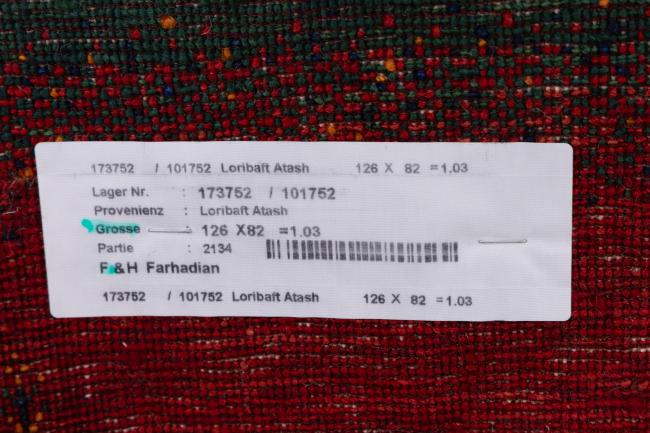 173752 / 101752 Loribaft Atash 126 X 82 =1.03
Lager Nr. : 173752 / 101752
Provenienz : Loribaft Atash
Grosse : 126 X82 =1.03
Partie : 2134
F &H Farhadian
173752 / 101752 Loribaft Atash 126 X 82 =1.03